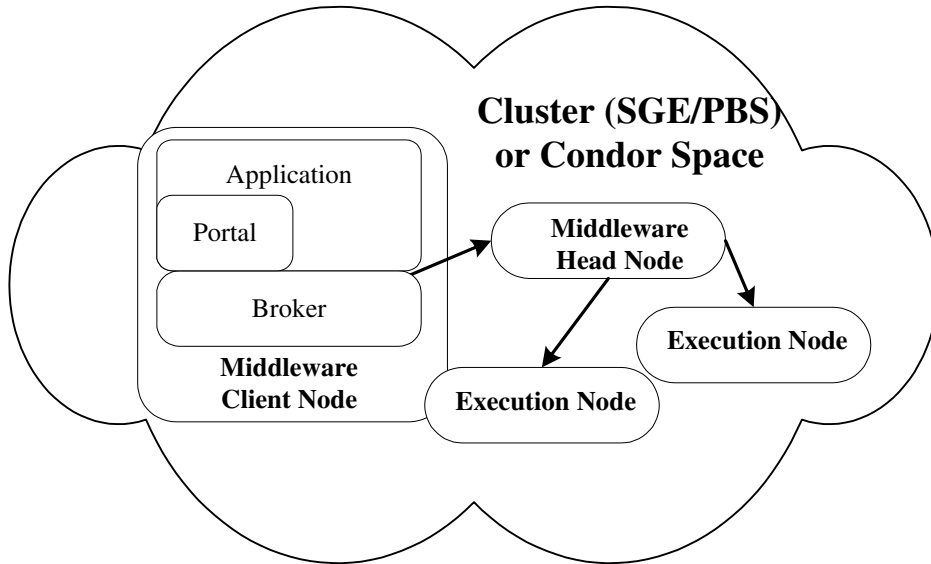 Cluster (SGE/PBS)
or Condor Space
Application
Portal
Broker
Middleware
Client Node
Middleware
Head Node
Execution Node
Execution Node